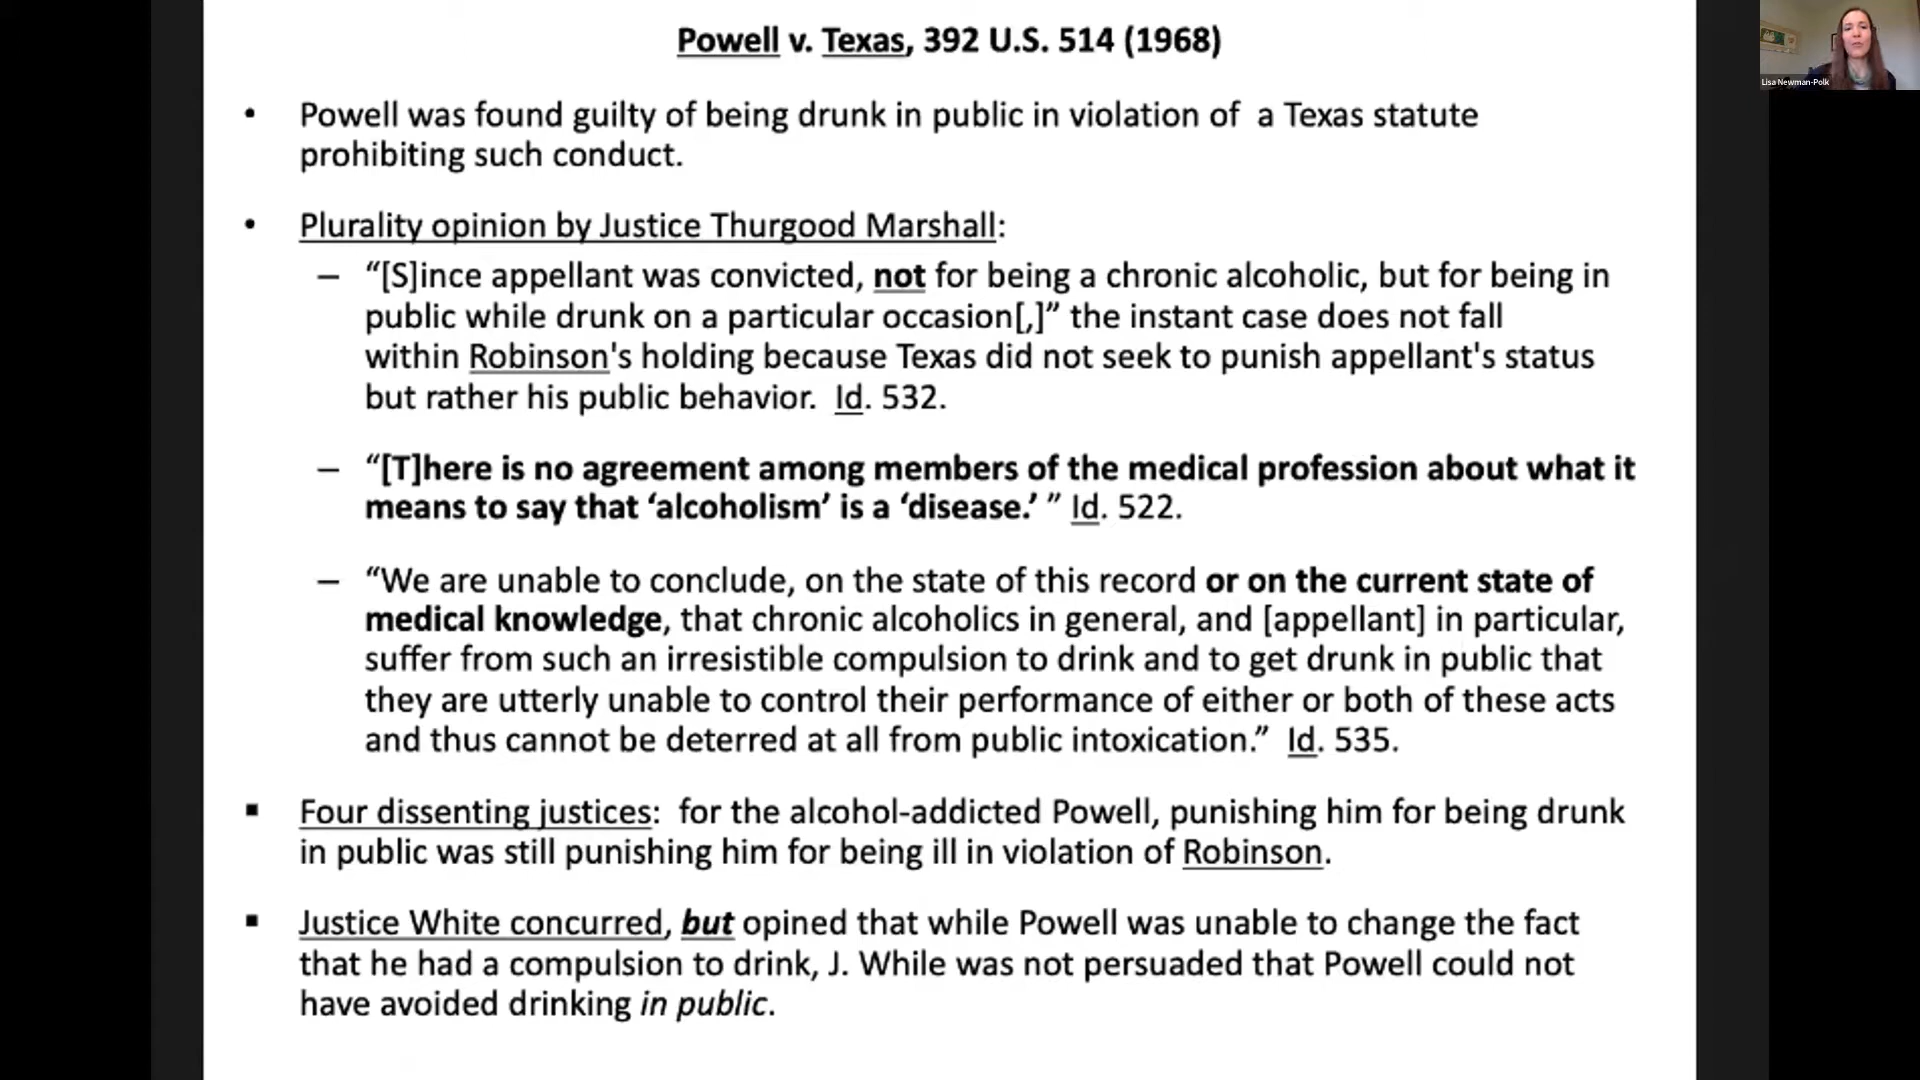 Powell v. Texas, 392 U.S. 514 (1968)
Lisa Newman-Polk
• Powell was found guilty of being drunk in public in violation of  a Texas statute
prohibiting such conduct.
• Plurality opinion by Justice Thurgood Marshall:
– “[S]ince appellant was convicted, not for being a chronic alcoholic, but for being in
public while drunk on a particular occasion[,]” the instant case does not fall
within Robinson's holding because Texas did not seek to punish appellant's status
but rather his public behavior.  Id. 532.
– “[T]here is no agreement among members of the medical profession about what it
means to say that ‘alcoholism’ is a ‘disease.’ ” Id. 522.
– “We are unable to conclude, on the state of this record or on the current state of
medical knowledge, that chronic alcoholics in general, and [appellant] in particular,
suffer from such an irresistible compulsion to drink and to get drunk in public that
they are utterly unable to control their performance of either or both of these acts
and thus cannot be deterred at all from public intoxication.”  Id. 535.
▪ Four dissenting justices:  for the alcohol-addicted Powell, punishing him for being drunk
in public was still punishing him for being ill in violation of Robinson.
▪ Justice White concurred, but opined that while Powell was unable to change the fact
that he had a compulsion to drink, J. While was not persuaded that Powell could not
have avoided drinking in public.